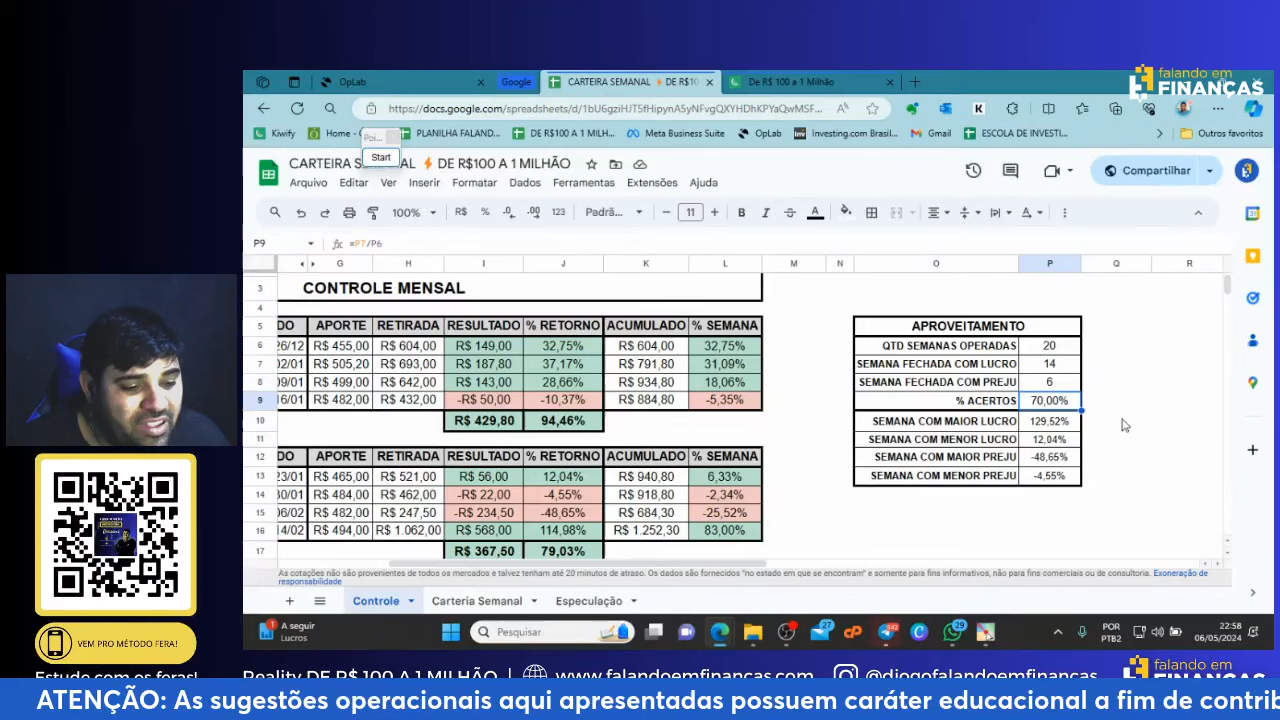 falando em
FINANÇAS
OpLab
Google
CARTEIRA SEMANAL ⚡ DE R$10
De R$ 100 a 1 Milhão
https://docs.google.com/spreadsheets/d/1bU6gziHJT5fHipynA5yNFvgQXYHDhKPYaQwMSF...
Kiwify
Home -
PLANILHA FALAND...
DE R$100 A 1 MILH...
Meta Business Suite
OpLab
Investing.com Brasil...
Gmail
ESCOLA DE INVESTI...
Outros favoritos
Poi...
Start
CARTEIRA SEMANAL ⚡ DE R$100 A 1 MILHÃO
Compartilhar
Arquivo Editar Ver Inserir Formatar Dados Ferramentas Extensões Ajuda
100% R$ % .0 .00 123 Padrã... − 11 + B I A
P9 fx =P7/P6
G H I J K L M N O P Q R
3 CONTROLE MENSAL
4
5 DO APORTE RETIRADA RESULTADO % RETORNO ACUMULADO % SEMANA APROVEITAMENTO
6 26/12 R$ 455,00 R$ 604,00 R$ 149,00 32,75% R$ 604,00 32,75% QTD SEMANAS OPERADAS 20
7 02/01 R$ 505,20 R$ 693,00 R$ 187,80 37,17% R$ 791,80 31,09% SEMANA FECHADA COM LUCRO 14
8 09/01 R$ 499,00 R$ 642,00 R$ 143,00 28,66% R$ 934,80 18,06% SEMANA FECHADA COM PREJU 6
9 16/01 R$ 482,00 R$ 432,00 -R$ 50,00 -10,37% R$ 884,80 -5,35% % ACERTOS 70,00%
10 R$ 429,80 94,46% SEMANA COM MAIOR LUCRO 129,52%
11 SEMANA COM MENOR LUCRO 12,04%
12 DO APORTE RETIRADA RESULTADO % RETORNO ACUMULADO % SEMANA SEMANA COM MAIOR PREJU -48,65%
13 23/01 R$ 465,00 R$ 521,00 R$ 56,00 12,04% R$ 940,80 6,33% SEMANA COM MENOR PREJU -4,55%
14 30/01 R$ 484,00 R$ 462,00 -R$ 22,00 -4,55% R$ 918,80 -2,34%
15 06/02 R$ 482,00 R$ 247,50 -R$ 234,50 -48,65% R$ 684,30 -25,52%
16 14/02 R$ 494,00 R$ 1.062,00 R$ 568,00 114,98% R$ 1.252,30 83,00%
17 R$ 367,50 79,03%
As cotações não são provenientes de todos os mercados e talvez tenham até 20 minutos de atraso. Os dados são fornecidos "no estado em que se encontram" e somente para fins informativos, não para fins comerciais ou de consultoria. Exoneração de
responsabilidade
Controle
Carteria Semanal
Especulação
1
A seguir
Lucros
Pesquisar
27
142
29
POR
PTB2
22:58
06/05/2024
VEM PRO MÉTODO FERA!
Estude com os feras!
Reality DE R$ 100 A 1 MILHÃO |
www.falandoemfinancas.com
@diogofalandoemfinancas
falando em
FINANÇAS
ATENÇÃO: As sugestões operacionais aqui apresentadas possuem caráter educacional a fim de contrib